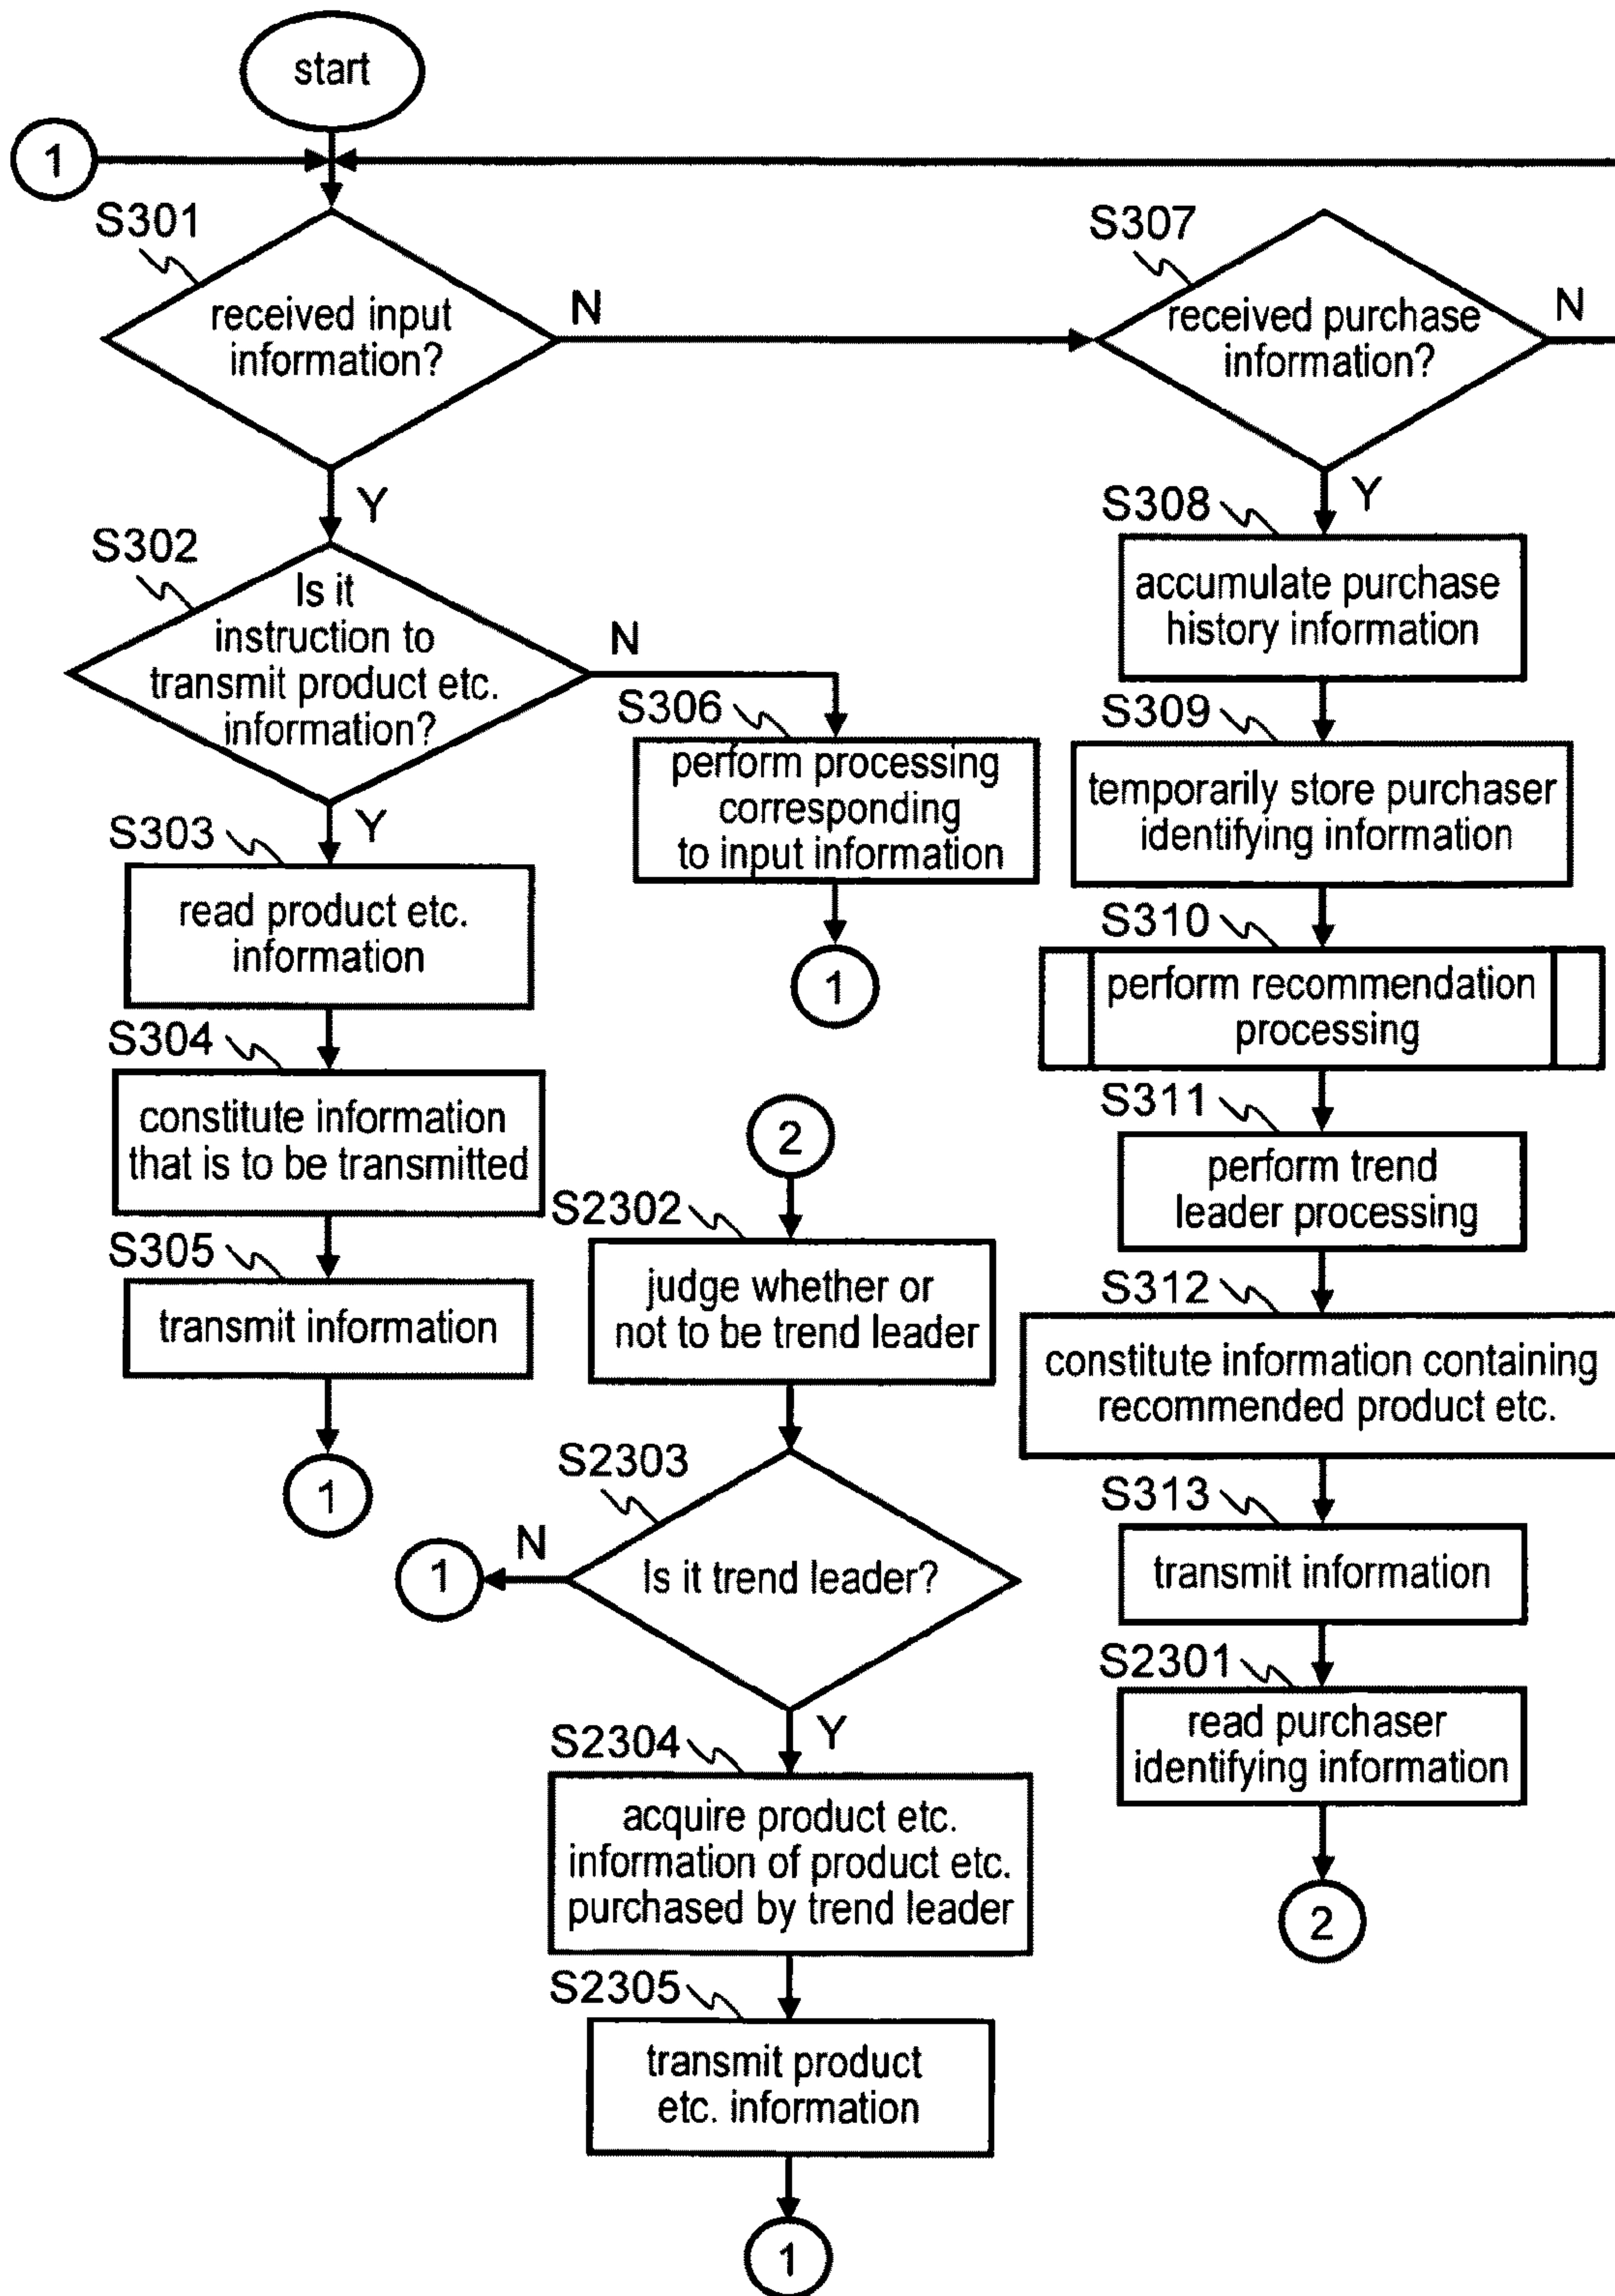 start
1
S301
received input
information?
N
Y
S307
received purchase
information?
N
Y
S302
Is it
instruction to
transmit product etc.
information?
N
Y
S306
perform processing
corresponding
to input information
1
S303
read product etc.
information
S304
constitute information
that is to be transmitted
S305
transmit information
1
S308
accumulate purchase
history information
S309
temporarily store purchaser
identifying information
S310
perform recommendation
processing
S311
perform trend
leader processing
S312
constitute information containing
recommended product etc.
S313
transmit information
S2301
read purchaser
identifying information
2
2
S2302
judge whether or
not to be trend leader
S2303
Is it trend leader?
N
1
Y
S2304
acquire product etc.
information of product etc.
purchased by trend leader
S2305
transmit product
etc. information
1